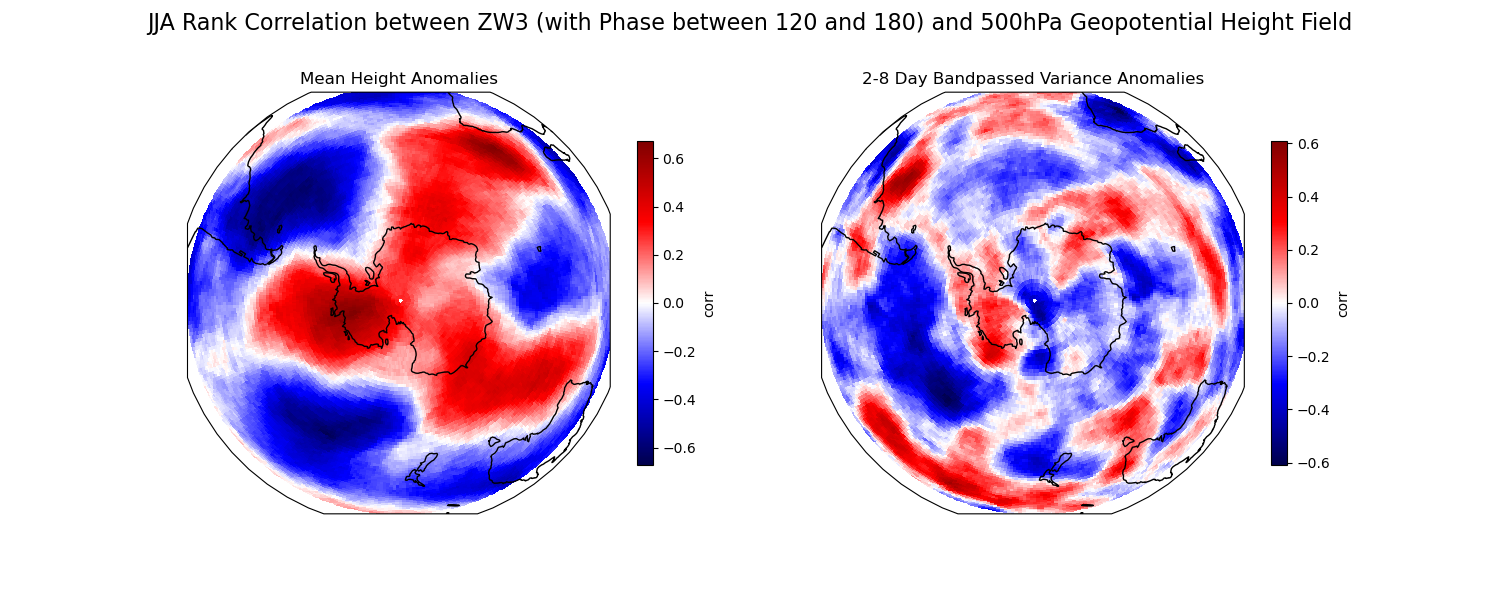 JJA Rank Correlation between ZW3 (with Phase between 120 and 180) and 500hPa Geopotential Height Field
Mean Height Anomalies
0.6
0.4
0.2
0.0
−0.2
−0.4
−0.6
corr
2-8 Day Bandpassed Variance Anomalies
0.6
0.4
0.2
0.0
−0.2
−0.4
−0.6
corr